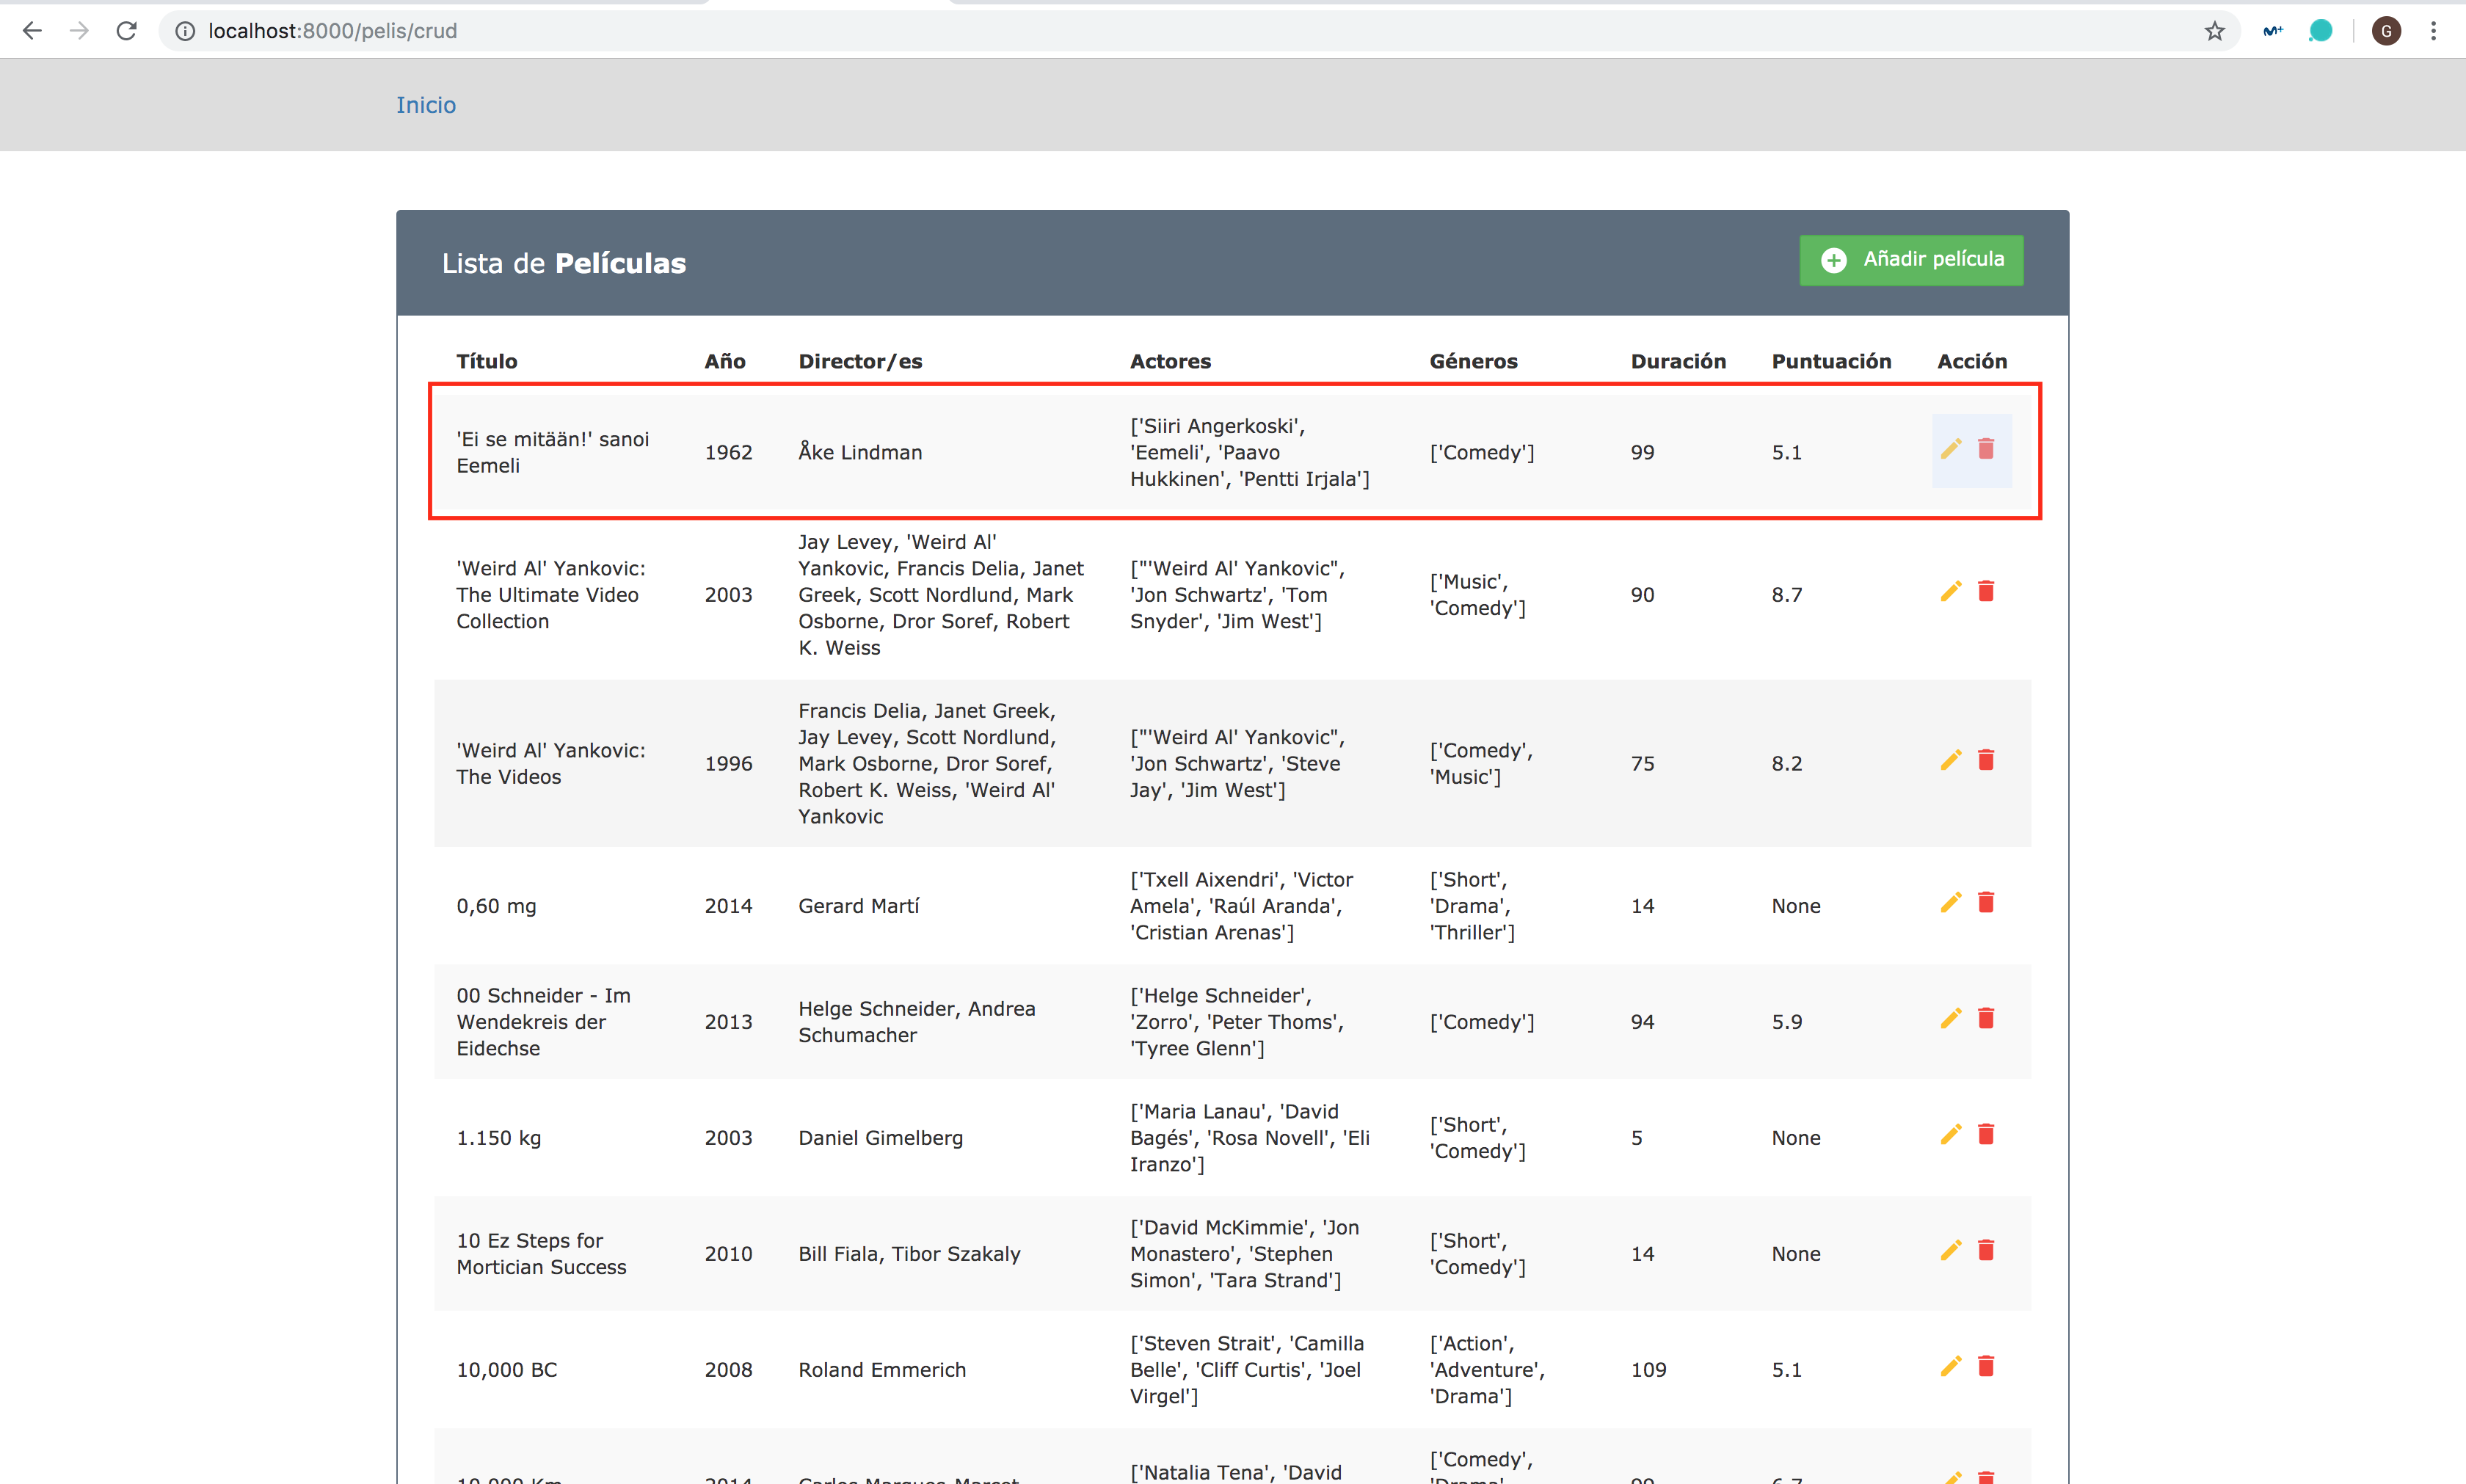 localhost:8000/pelis/crud
G
Inicio
Lista de Películas
Añadir película
Título Año Director/es Actores Géneros Duración Puntuación Acción
'Ei se mitään!' sanoi
Eemeli
1962
Åke Lindman
['Siiri Angerkoski',
'Eemeli', 'Paavo
Hukkinen', 'Pentti Irjala']
['Comedy']
99
5.1
'Weird Al' Yankovic:
The Ultimate Video
Collection
2003
Jay Levey, 'Weird Al'
Yankovic, Francis Delia, Janet
Greek, Scott Nordlund, Mark
Osborne, Dror Soref, Robert
K. Weiss
["'Weird Al' Yankovic",
'Jon Schwartz', 'Tom
Snyder', 'Jim West']
['Music',
'Comedy']
90
8.7
'Weird Al' Yankovic:
The Videos
1996
Francis Delia, Janet Greek,
Jay Levey, Scott Nordlund,
Mark Osborne, Dror Soref,
Robert K. Weiss, 'Weird Al'
Yankovic
["'Weird Al' Yankovic",
'Jon Schwartz', 'Steve
Jay', 'Jim West']
['Comedy',
'Music']
75
8.2
0,60 mg
2014
Gerard Martí
['Txell Aixendri', 'Victor
Amela', 'Raúl Aranda',
'Cristian Arenas']
['Short',
'Drama',
'Thriller']
14
None
00 Schneider - Im
Wendekreis der
Eidechse
2013
Helge Schneider, Andrea
Schumacher
['Helge Schneider',
'Zorro', 'Peter Thoms',
'Tyree Glenn']
['Comedy']
94
5.9
1.150 kg
2003
Daniel Gimelberg
['Maria Lanau', 'David
Bagés', 'Rosa Novell', 'Eli
Iranzo']
['Short',
'Comedy']
5
None
10 Ez Steps for
Mortician Success
2010
Bill Fiala, Tibor Szakaly
['David McKimmie', 'Jon
Monastero', 'Stephen
Simon', 'Tara Strand']
['Short',
'Comedy']
14
None
10,000 BC
2008
Roland Emmerich
['Steven Strait', 'Camilla
Belle', 'Cliff Curtis', 'Joel
Virgel']
['Action',
'Adventure',
'Drama']
109
5.1
2014
['Natalia Tena', 'David
['Comedy',